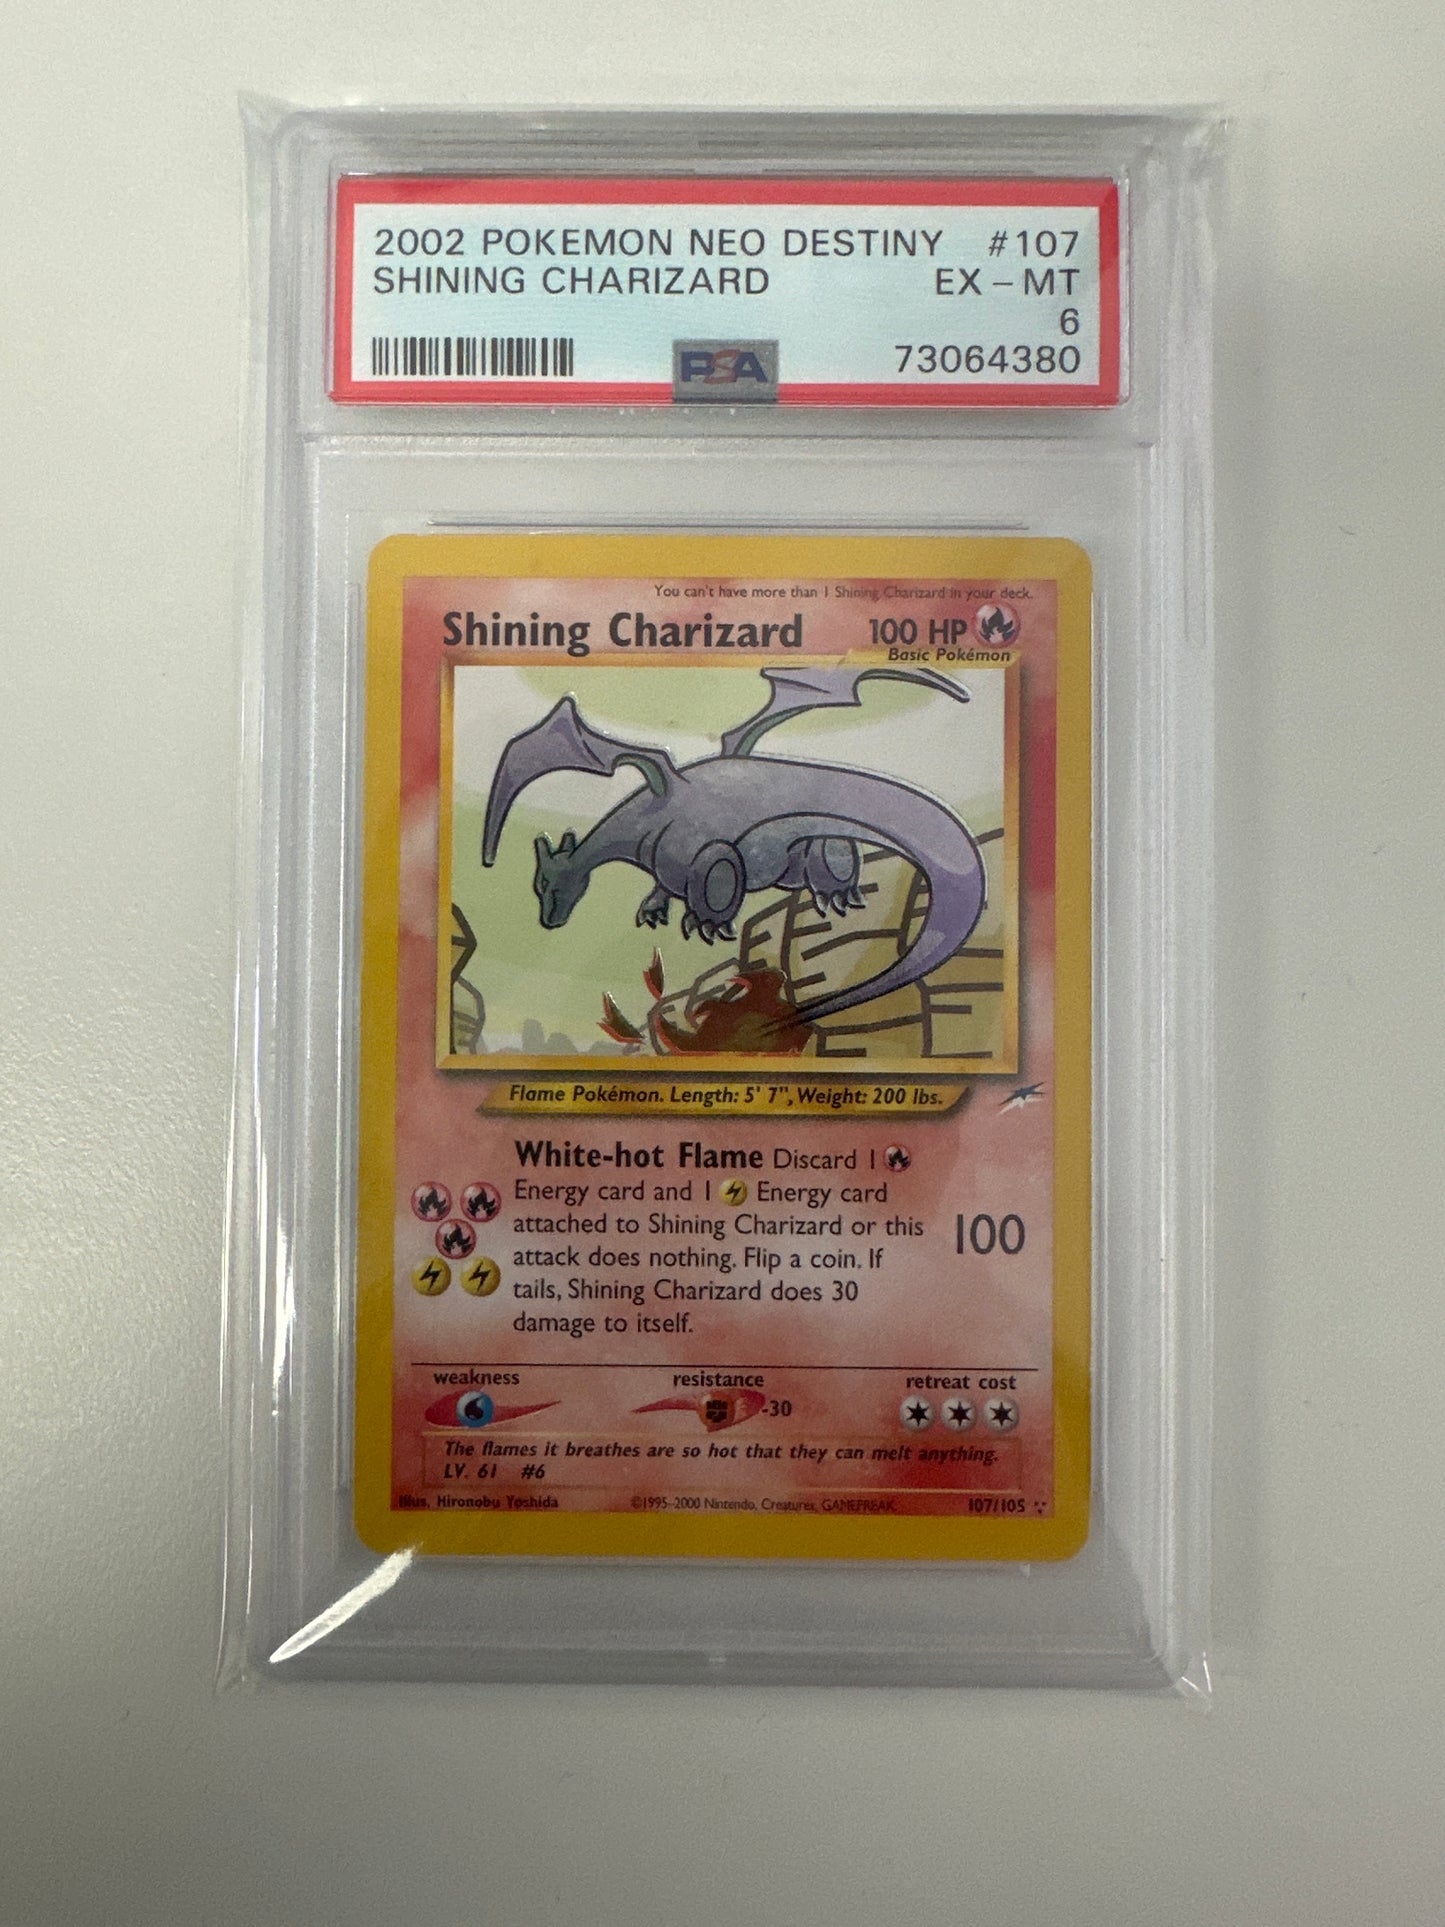 2002 POKEMON NEO DESTINY #107
SHINING CHARIZARD EX - MT
6
PSA 73064380
You can't have more than 1 Shining Charizard in your deck.
Shining Charizard 100 HP
Basic Pokémon
Flame Pokémon. Length: 5' 7", Weight: 200 lbs.
White-hot Flame Discard 1
Energy card and 1 Energy card
attached to Shining Charizard or this
attack does nothing. Flip a coin. If
tails, Shining Charizard does 30
damage to itself.
100
weakness resistance retreat cost
-30
The flames it breathes are so hot that they can melt anything.
LV. 61 #6
Illus. Hironobu Yoshida ©1995-2000 Nintendo, Creatures, GAMEFREAK. 107/105